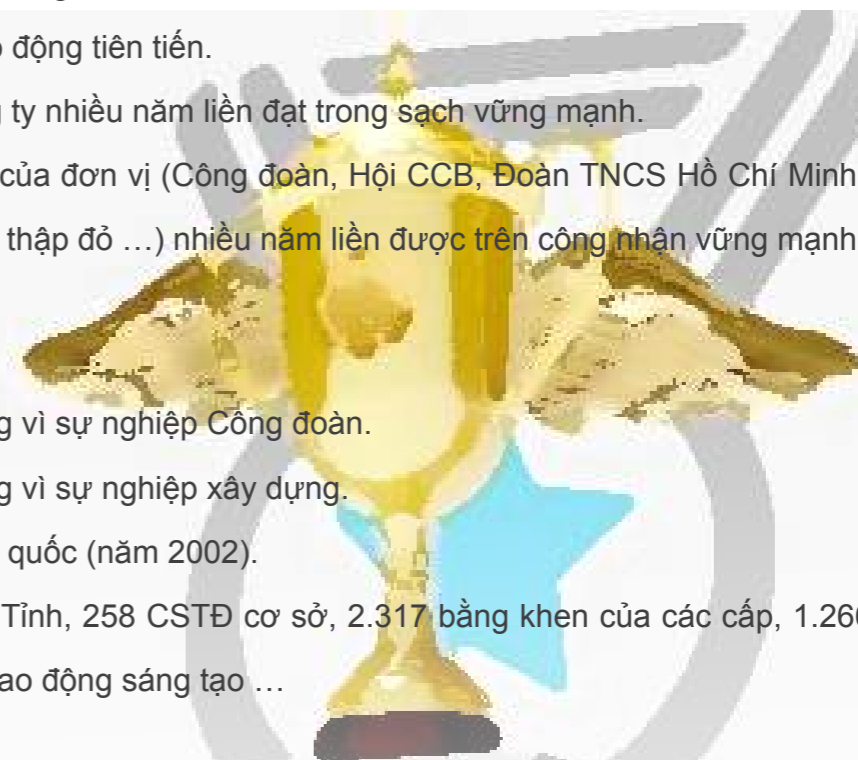 động tiên tiến.
ty nhiều năm liền đạt trong sạch vững mạnh.
của đơn vị (Công đoàn, Hội CCB, Đoàn TNCS Hồ Chí Minh
thập đỏ …) nhiều năm liền được trên công nhận vững mạnh
vì sự nghiệp Công đoàn.
vì sự nghiệp xây dựng.
quốc (năm 2002).
Tỉnh, 258 CSTĐ cơ sở, 2.317 bằng khen của các cấp, 1.266
ao động sáng tạo …